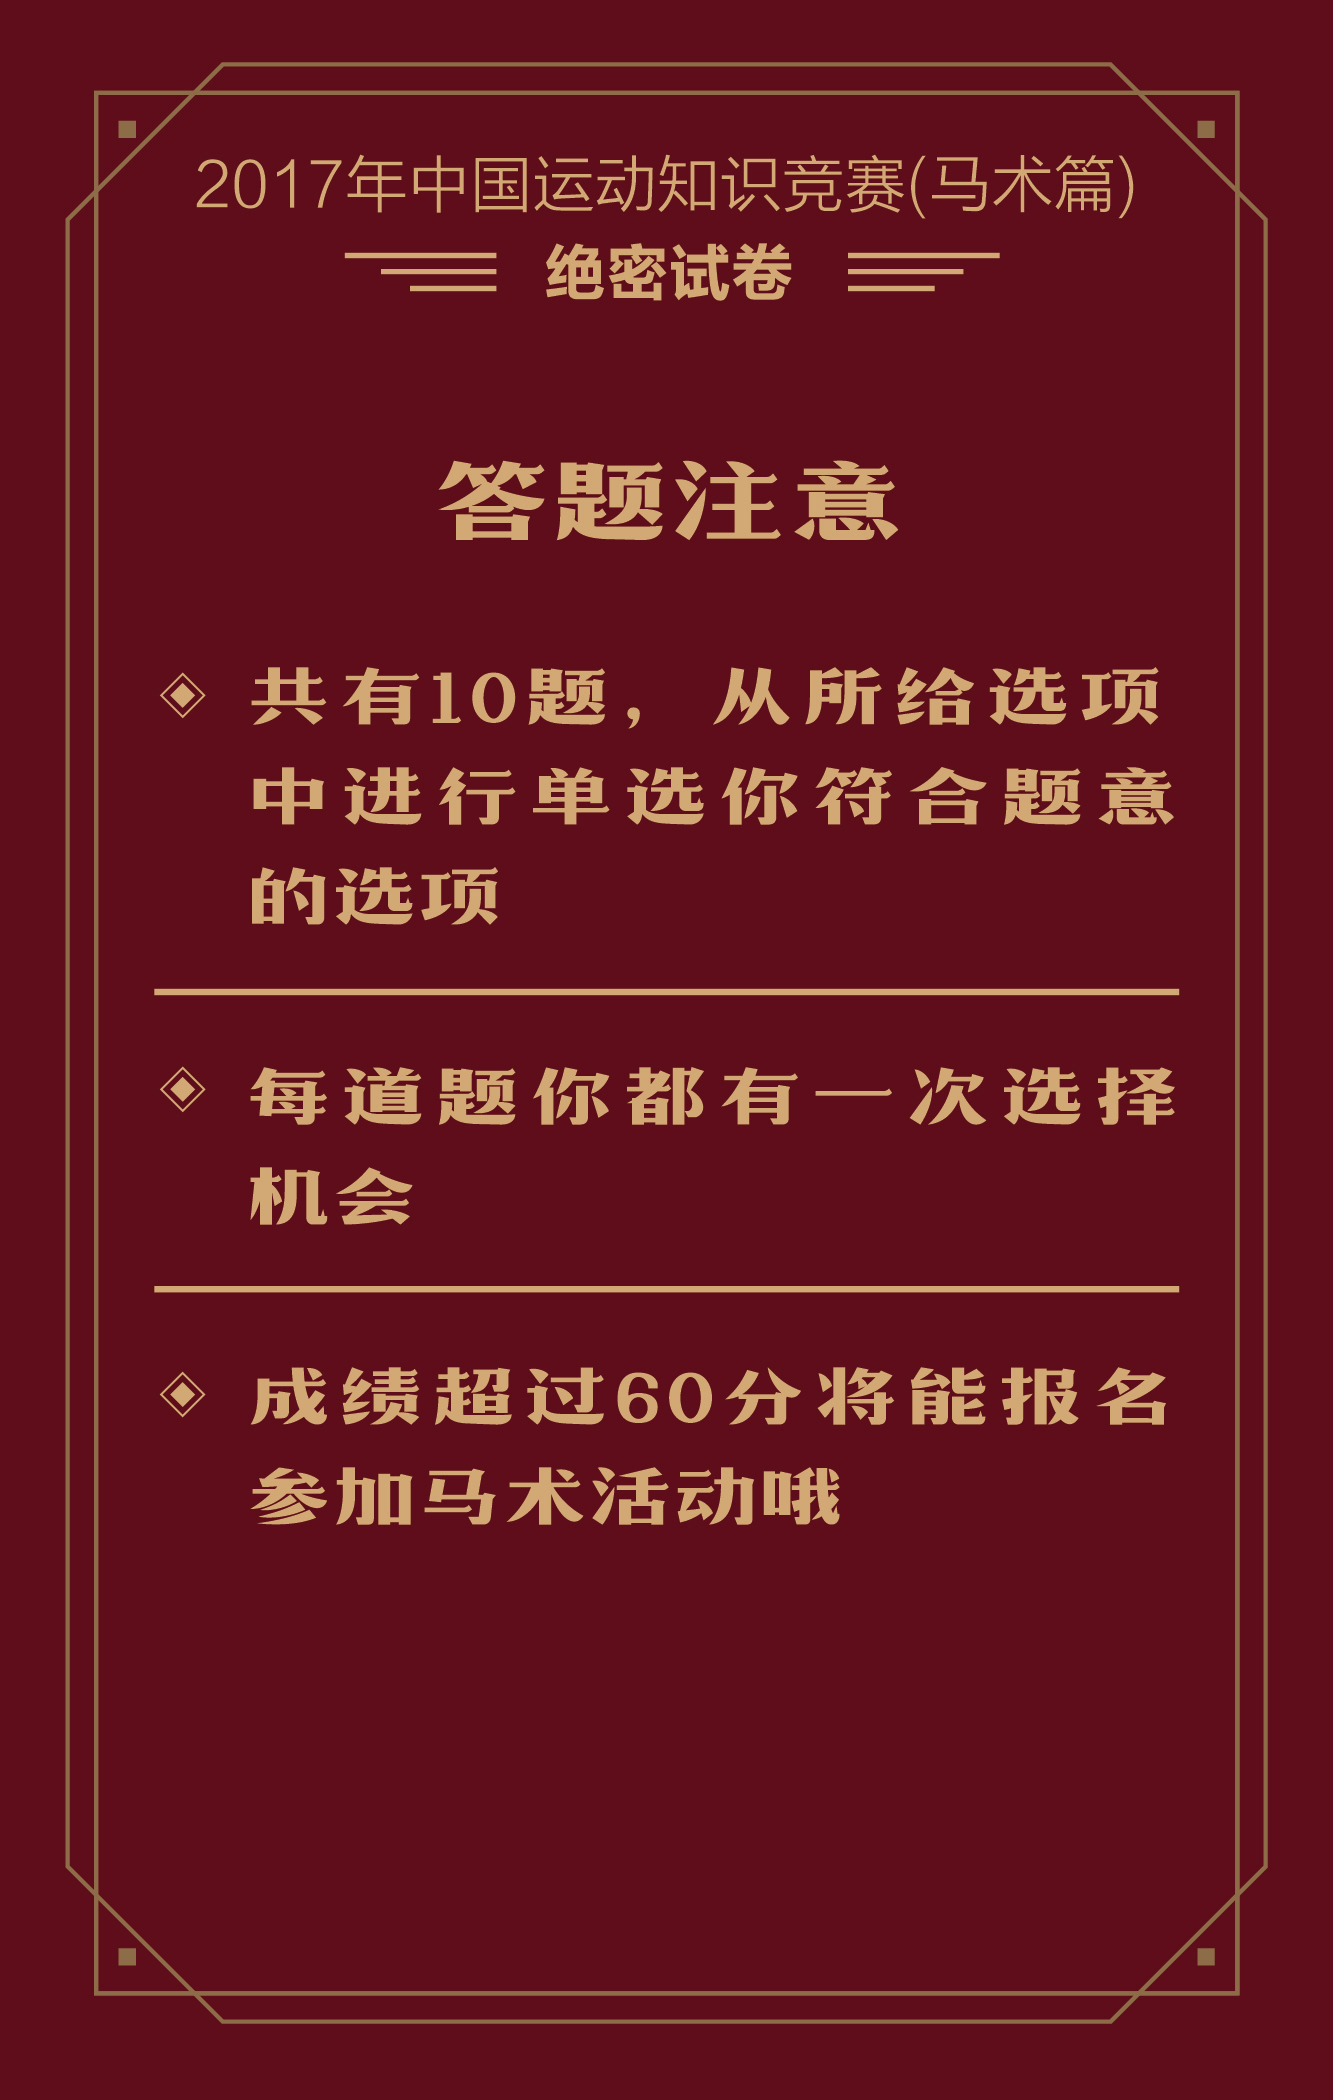 2017年中国运动知识竞赛(马术篇)
绝密试卷
答题注意
共有10题，从所给选项
中进行单选你符合题意
的选项
每道题你都有一次选择
机会
成绩超过60分将能报名
参加马术活动哦